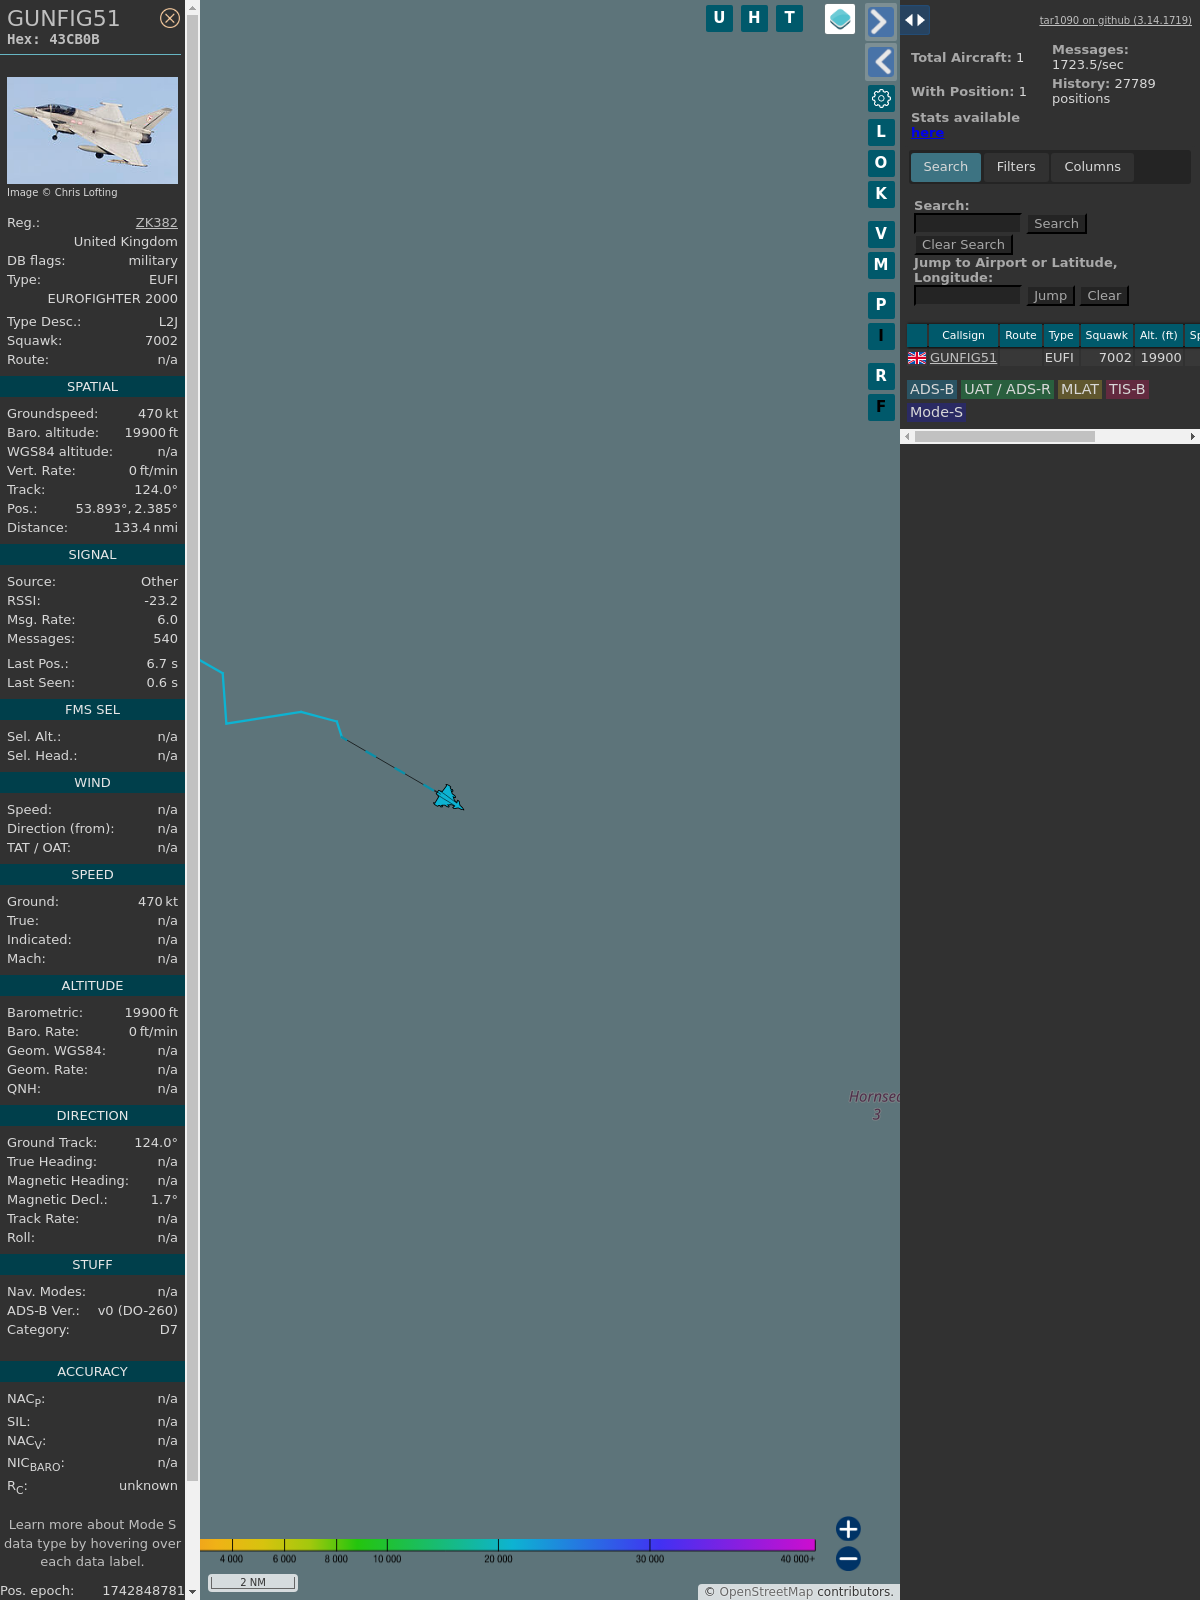 GUNFIG51
Hex: 43CB0B
Image © Chris Lofting
Reg.: ZK382
United Kingdom
DB flags: military
Type: EUFI
EUROFIGHTER 2000
Type Desc.: L2J
Squawk: 7002
Route: n/a
SPATIAL
Groundspeed: 470 kt
Baro. altitude: 19900 ft
WGS84 altitude: n/a
Vert. Rate: 0 ft/min
Track: 124.0°
Pos.: 53.893°, 2.385°
Distance: 133.4 nmi
SIGNAL
Source: Other
RSSI: -23.2
Msg. Rate: 6.0
Messages: 540
Last Pos.: 6.7 s
Last Seen: 0.6 s
FMS SEL
Sel. Alt.: n/a
Sel. Head.: n/a
WIND
Speed: n/a
Direction (from): n/a
TAT / OAT: n/a
SPEED
Ground: 470 kt
True: n/a
Indicated: n/a
Mach: n/a
ALTITUDE
Barometric: 19900 ft
Baro. Rate: 0 ft/min
Geom. WGS84: n/a
Geom. Rate: n/a
QNH: n/a
DIRECTION
Ground Track: 124.0°
True Heading: n/a
Magnetic Heading: n/a
Magnetic Decl.: 1.7°
Track Rate: n/a
Roll: n/a
STUFF
Nav. Modes: n/a
ADS-B Ver.: v0 (DO-260)
Category: D7
ACCURACY
NACP: n/a
SIL: n/a
NACV: n/a
NICBARO: n/a
RC: unknown
Learn more about Mode S
data type by hovering over
each data label.
Pos. epoch: 1742848781
U H T
L
O
K
V
M
P
I
R
F
Hornsea
3
4 000 6 000 8 000 10 000 20 000 30 000 40 000+
2 NM
© OpenStreetMap contributors.
tar1090 on github (3.14.1719)
Total Aircraft: 1
Messages:
1723.5/sec
With Position: 1
History: 27789
positions
Stats available
here
Search Filters Columns
Search:
Search
Clear Search
Jump to Airport or Latitude,
Longitude:
Jump Clear
Callsign Route Type Squawk Alt. (ft) Sp
GUNFIG51 EUFI 7002 19900
ADS-B UAT / ADS-R MLAT TIS-B
Mode-S